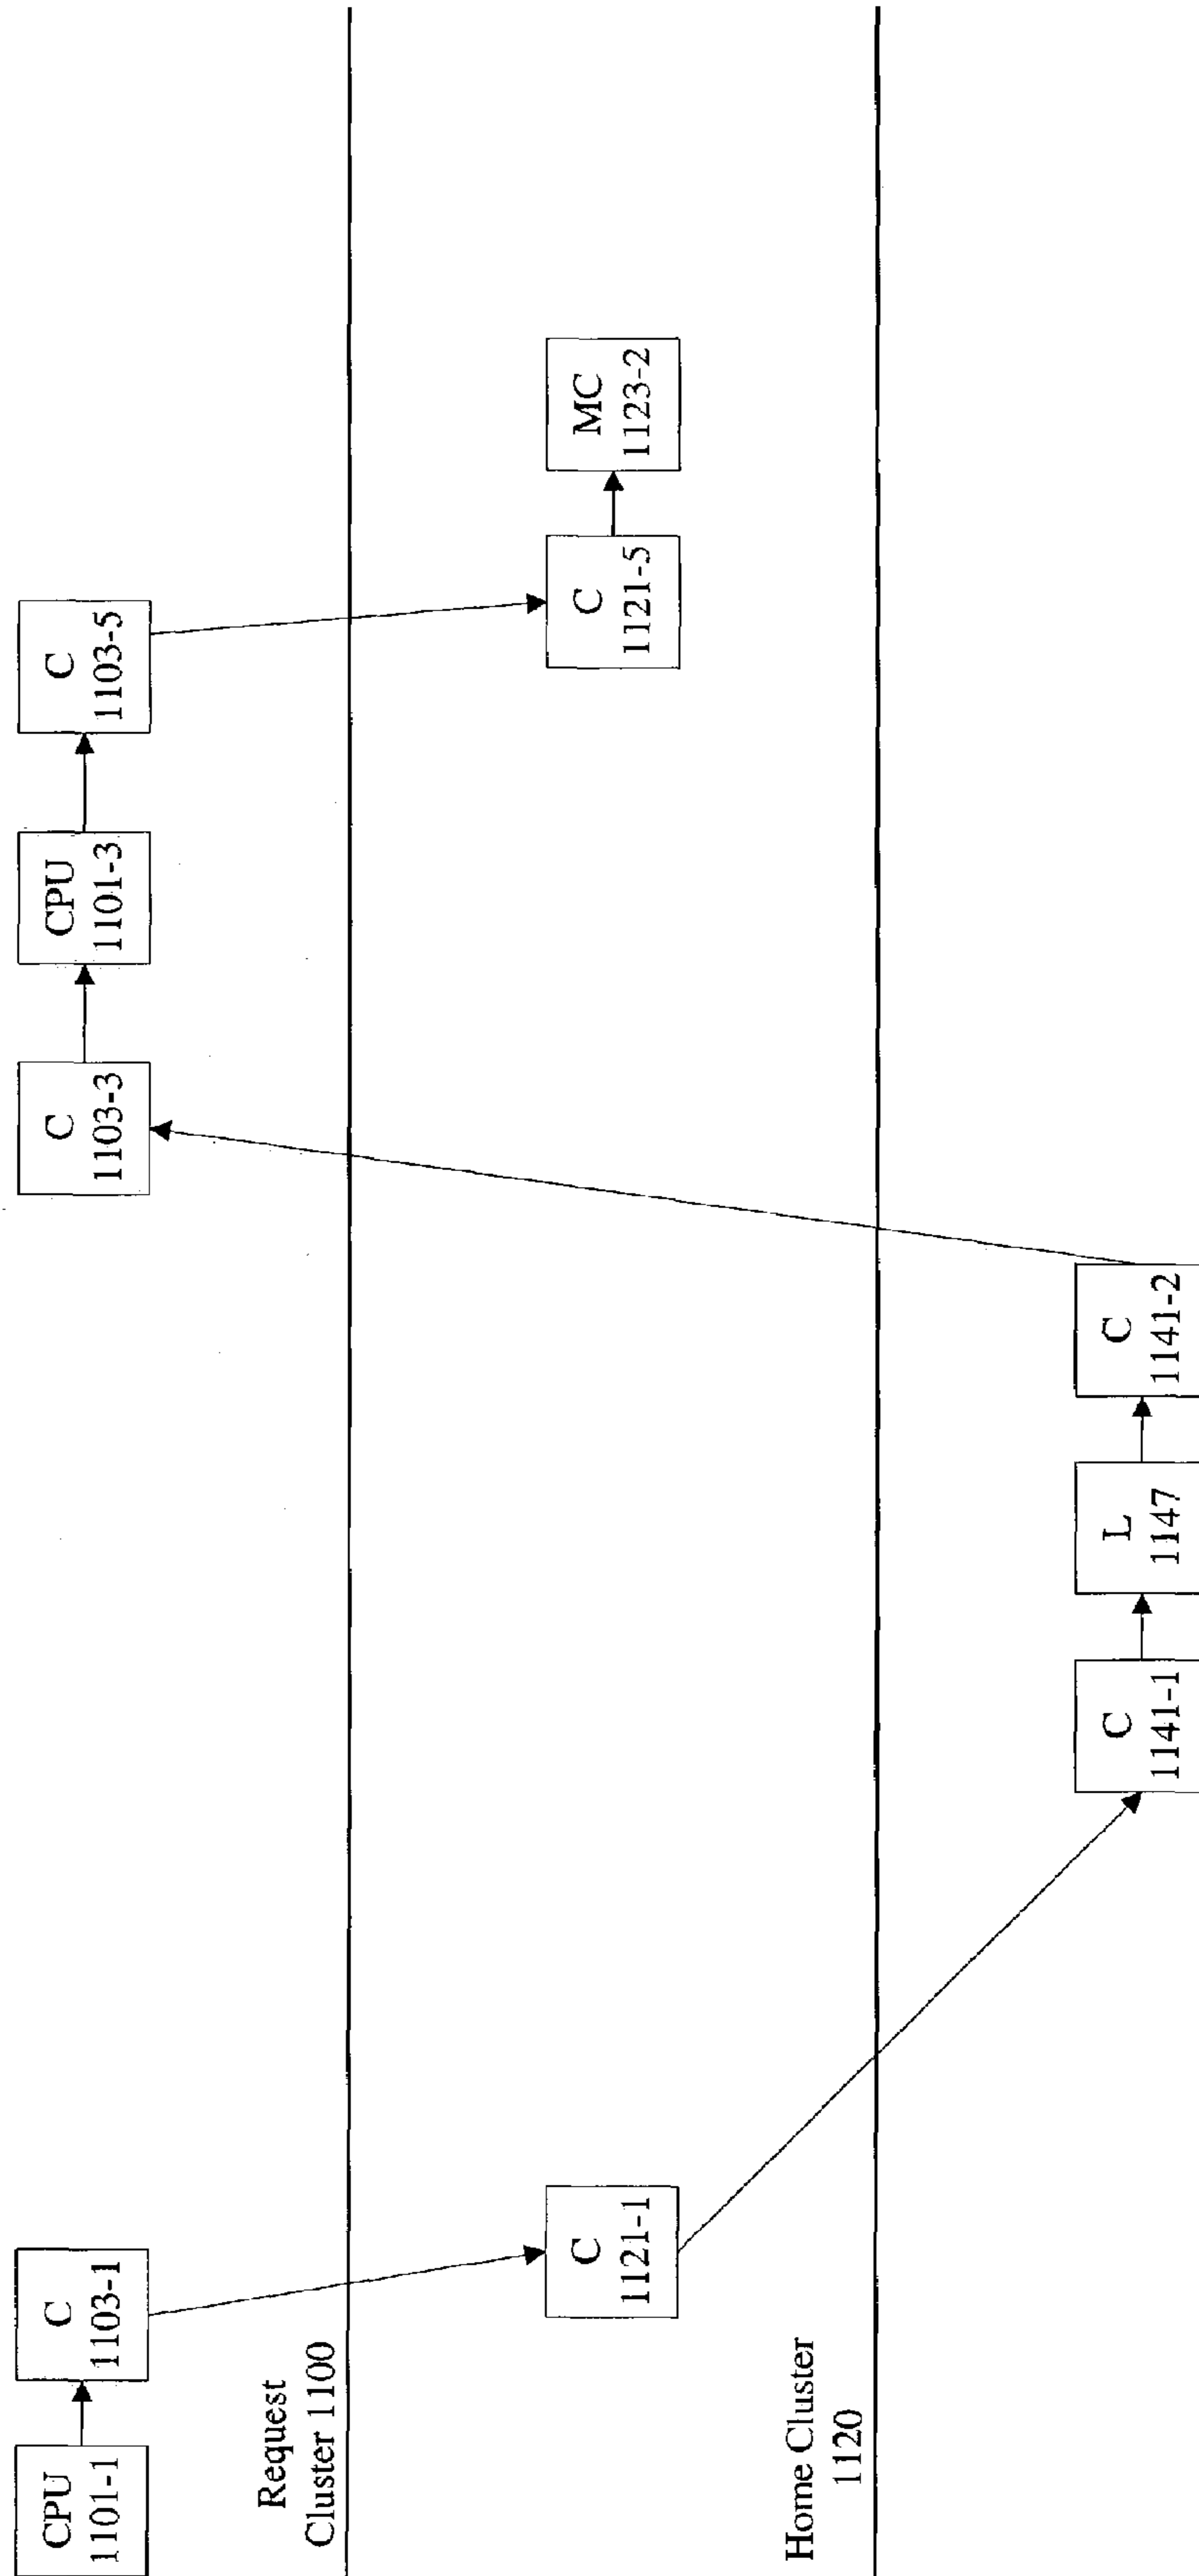 CPU
1101-1
C
1103-1
C
1103-3
CPU
1101-3
C
1103-5
Request
Cluster 1100
C
1121-1
C
1121-5
MC
1123-2
Home Cluster
1120
C
1141-1
L
1147
C
1141-2